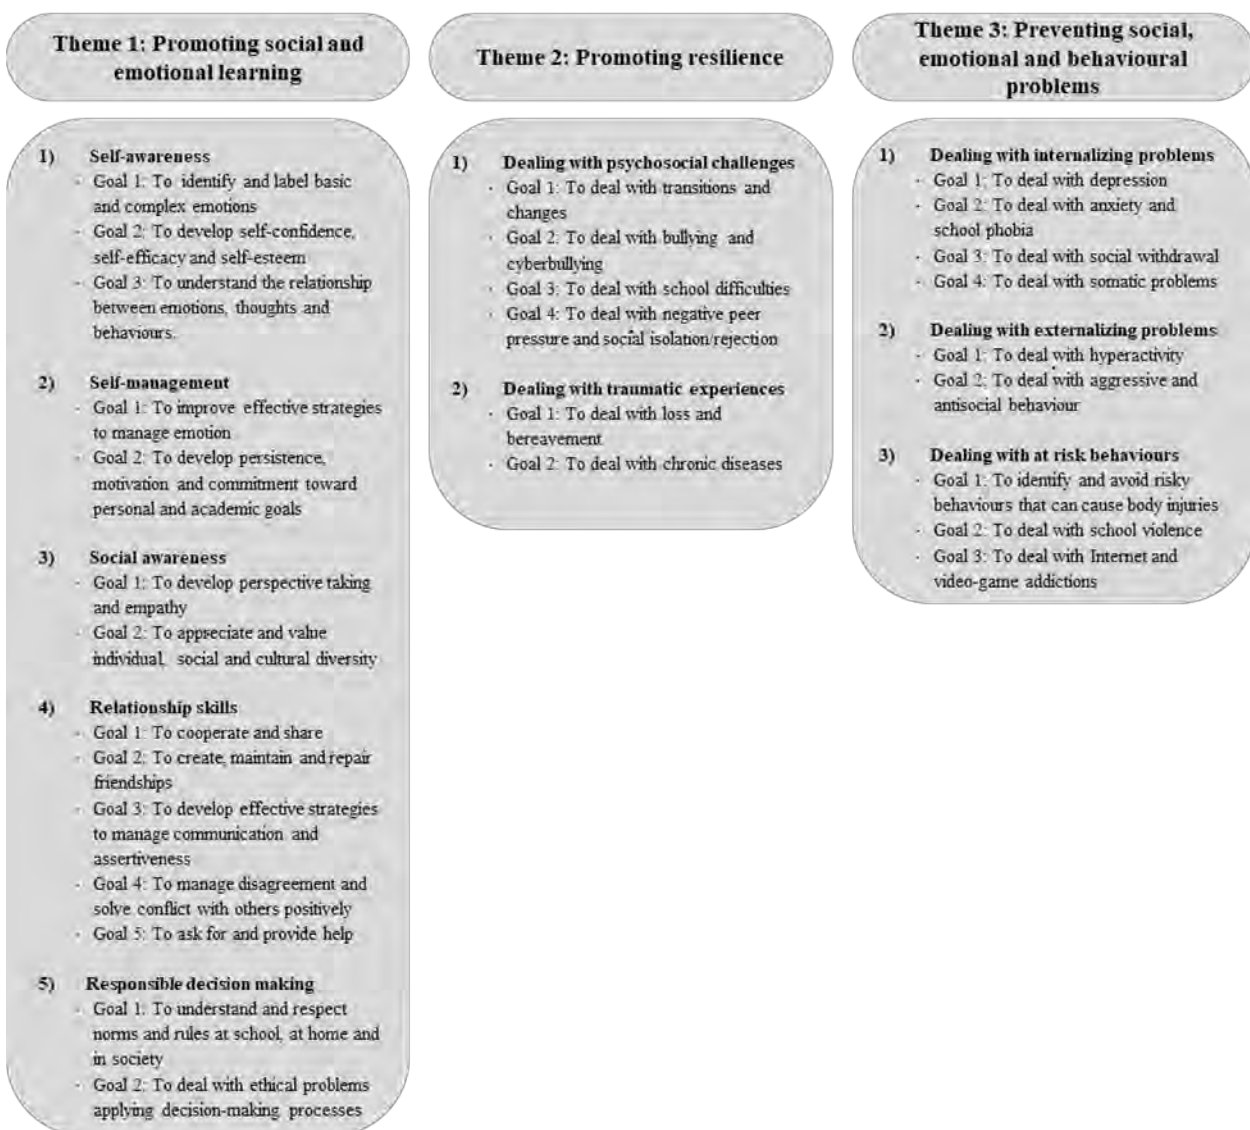 Theme 1: Promoting social and
emotional learning
1) Self-awareness
- Goal 1: To identify and label basic
and complex emotions
- Goal 2: To develop self-confidence,
self-efficacy and self-esteem
- Goal 3: To understand the relationship
between emotions, thoughts and
behaviours.
2) Self-management
- Goal 1: To improve effective strategies
to manage emotion
- Goal 2: To develop persistence,
motivation and commitment toward
personal and academic goals
3) Social awareness
- Goal 1: To develop perspective taking
and empathy
- Goal 2: To appreciate and value
individual, social and cultural diversity
4) Relationship skills
- Goal 1: To cooperate and share
- Goal 2: To create, maintain and repair
friendships
- Goal 3: To develop effective strategies
to manage communication and
assertiveness
- Goal 4: To manage disagreement and
solve conflict with others positively
- Goal 5: To ask for and provide help
5) Responsible decision making
- Goal 1: To understand and respect
norms and rules at school, at home and
in society
- Goal 2: To deal with ethical problems
applying decision-making processes
Theme 2: Promoting resilience
1) Dealing with psychosocial challenges
- Goal 1: To deal with transitions and
changes
- Goal 2: To deal with bullying and
cyberbullying
- Goal 3: To deal with school difficulties
- Goal 4: To deal with negative peer
pressure and social isolation/rejection
2) Dealing with traumatic experiences
- Goal 1: To deal with loss and
bereavement
- Goal 2: To deal with chronic diseases
Theme 3: Preventing social,
emotional and behavioural
problems
1) Dealing with internalizing problems
- Goal 1: To deal with depression
- Goal 2: To deal with anxiety and
school phobia
- Goal 3: To deal with social withdrawal
- Goal 4: To deal with somatic problems
2) Dealing with externalizing problems
- Goal 1: To deal with hyperactivity
- Goal 2: To deal with aggressive and
antisocial behaviour
3) Dealing with at risk behaviours
- Goal 1: To identify and avoid risky
behaviours that can cause body injuries
- Goal 2: To deal with school violence
- Goal 3: To deal with Internet and
video-game addictions